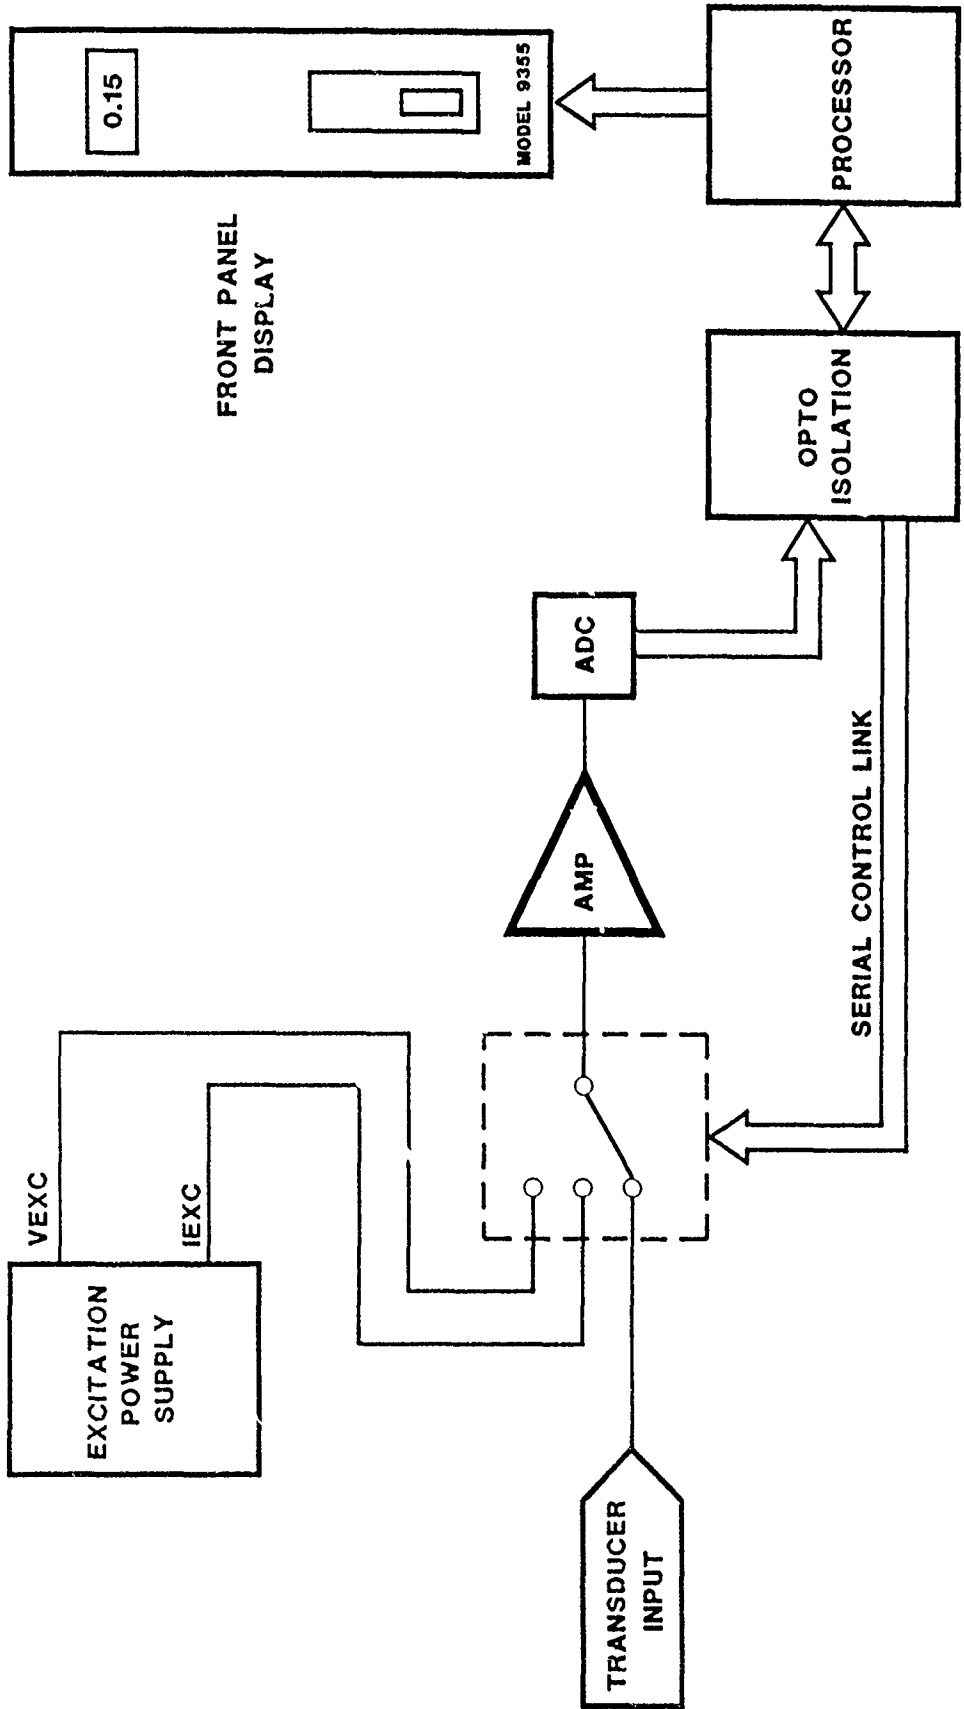 EXCITATION
POWER
SUPPLY
VEXC
IEXC
FRONT PANEL
DISPLAY
0.15
MODEL 9355
TRANSDUCER
INPUT
AMP
ADC
SERIAL CONTROL LINK
OPTO
ISOLATION
PROCESSOR